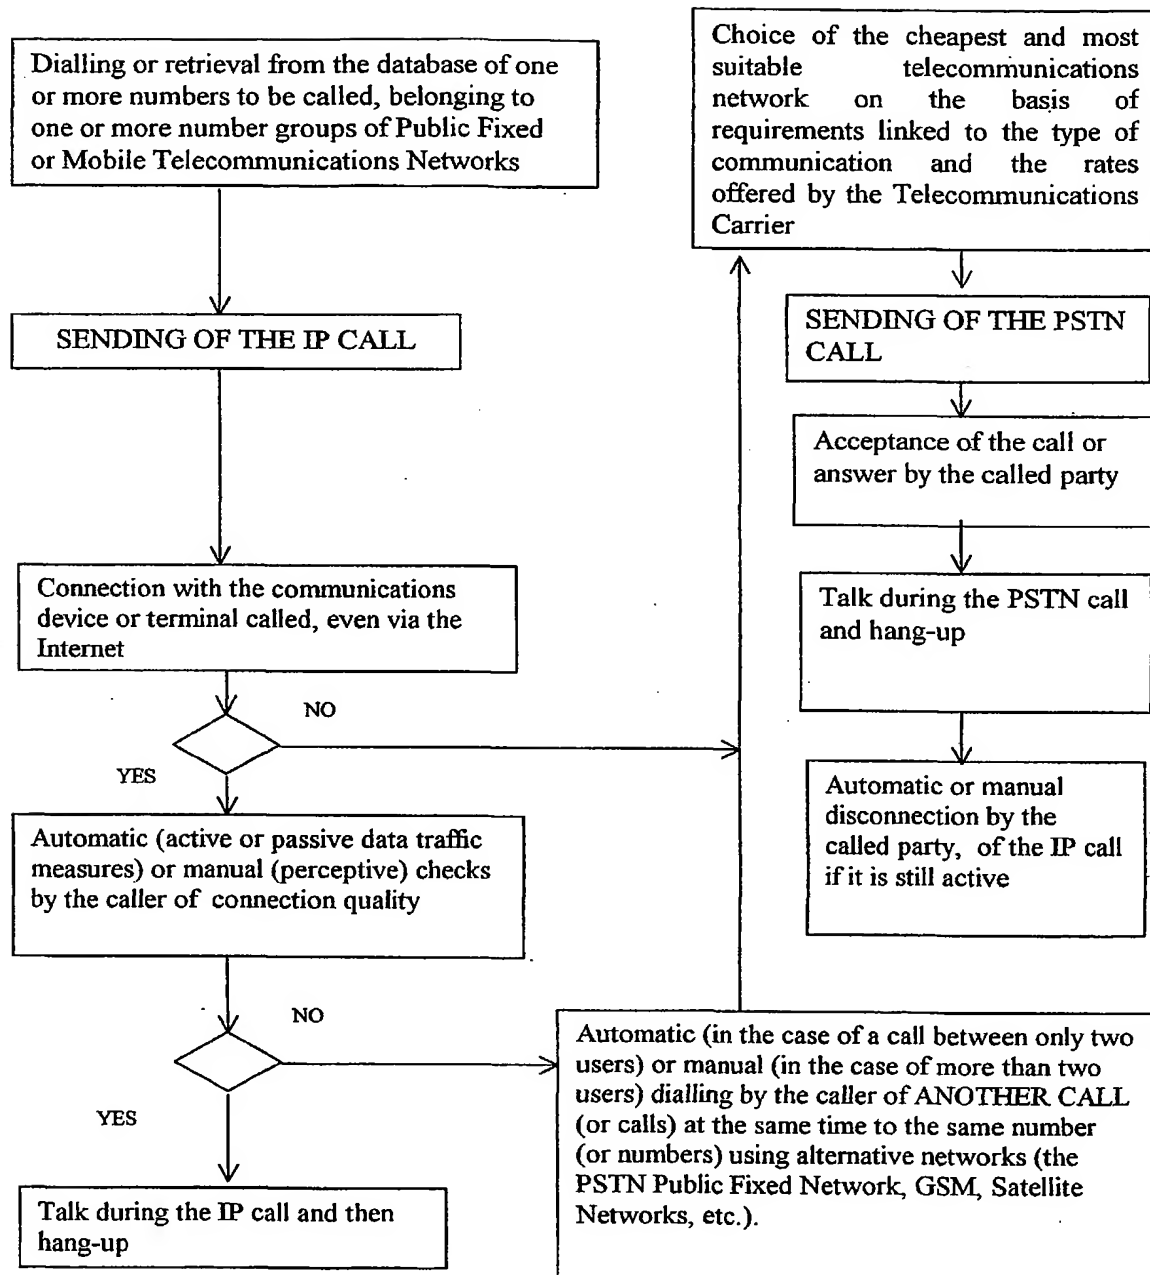 Dialling or retrieval from the database of one
or more numbers to be called, belonging to
one or more number groups of Public Fixed
or Mobile Telecommunications Networks
SENDING OF THE IP CALL
Connection with the communications
device or terminal called, even via the
Internet
NO
YES
Automatic (active or passive data traffic
measures) or manual (perceptive) checks
by the caller of connection quality
NO
YES
Talk during the IP call and then
hang-up
Automatic (in the case of a call between only two
users) or manual (in the case of more than two
users) dialling by the caller of ANOTHER CALL
(or calls) at the same time to the same number
(or numbers) using alternative networks (the
PSTN Public Fixed Network, GSM, Satellite
Networks, etc.).
Choice of the cheapest and most
suitable telecommunications
network on the basis of
requirements linked to the type of
communication and the rates
offered by the Telecommunications
Carrier
SENDING OF THE PSTN
CALL
Acceptance of the call or
answer by the called party
Talk during the PSTN call
and hang-up
Automatic or manual
disconnection by the
called party, of the IP call
if it is still active